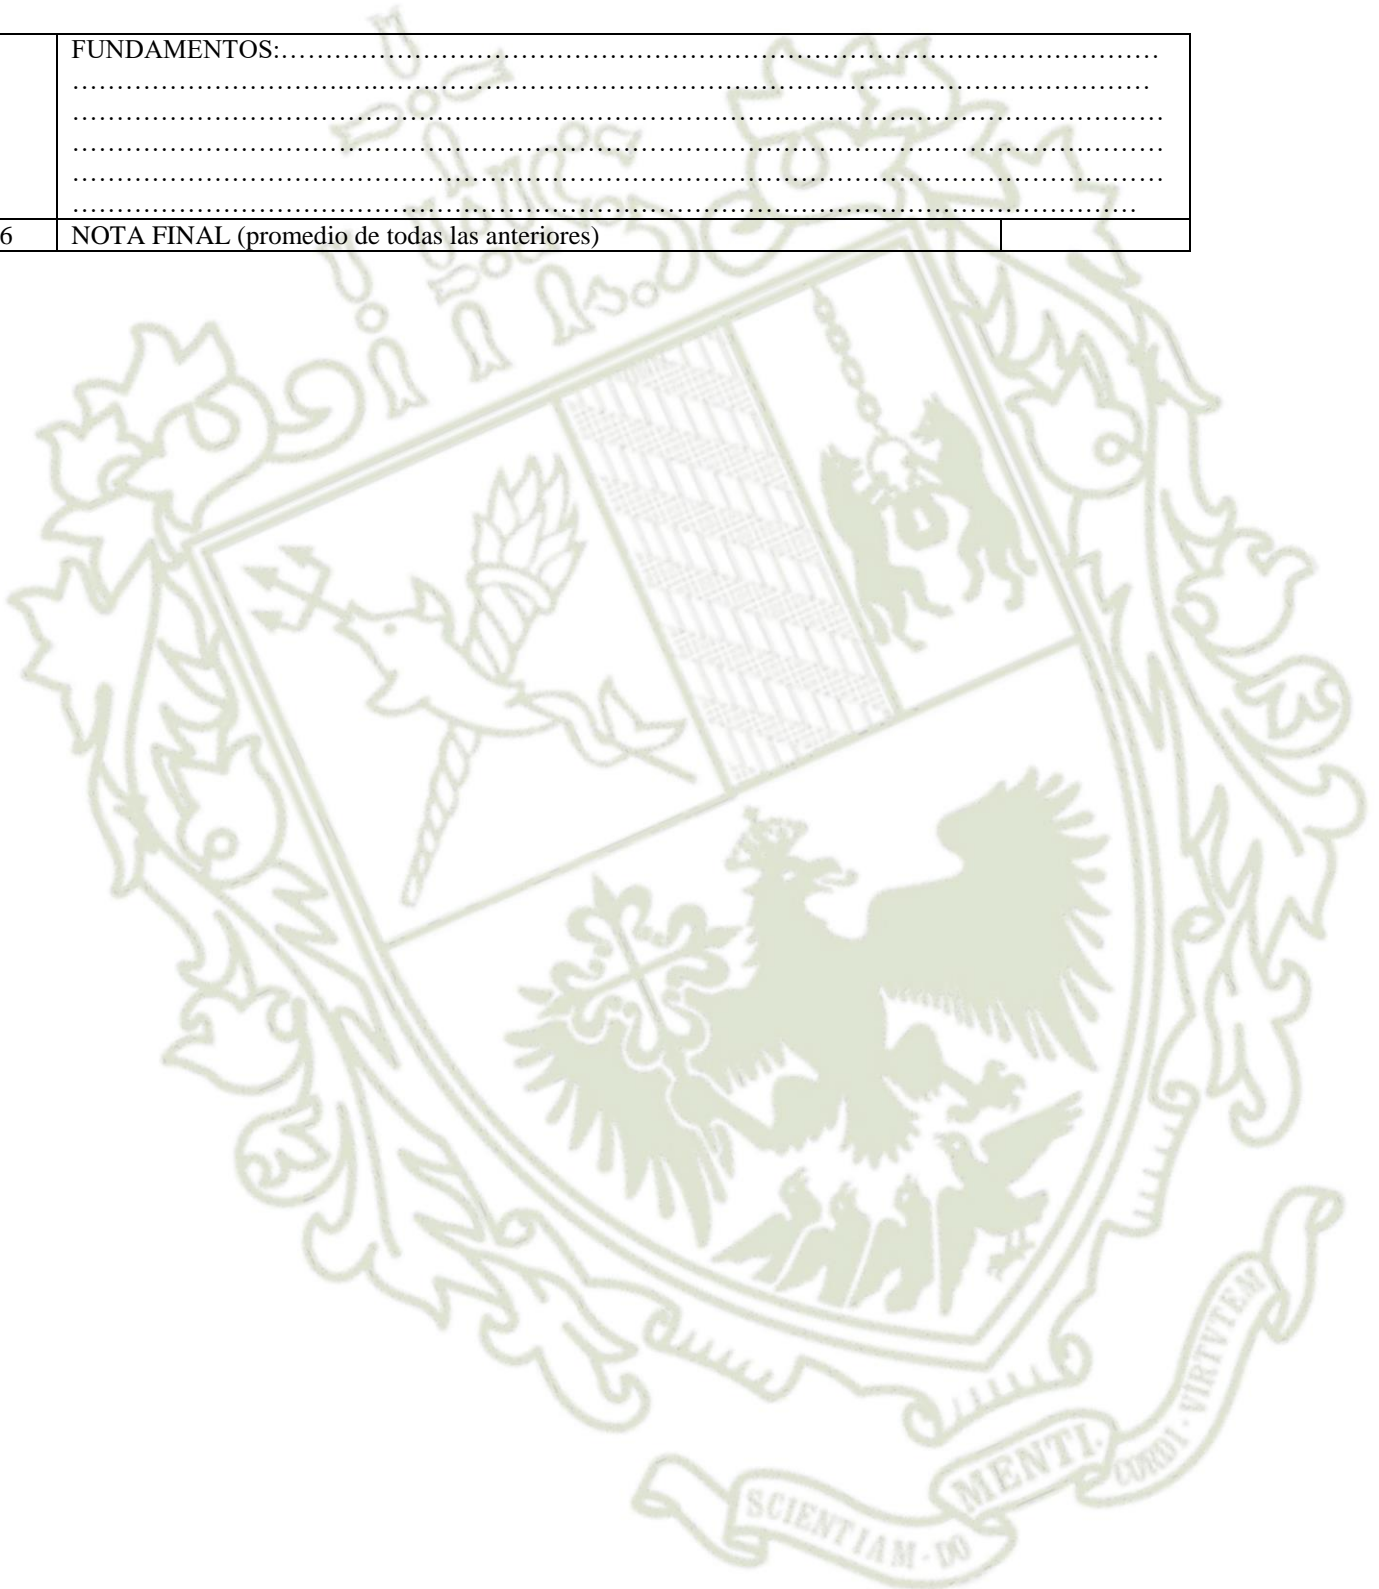 FUNDAMENTOS:……………………………………………………………………………………
………………………….……………………………………………………………………………
……………………………………………………………………………………………………………
……………………………………………………………………………………………………………
……………………………………………………………………………………………………………
…………………………………………………………………………………………………………
6 NOTA FINAL (promedio de todas las anteriores)
SCIENTIAM - DO MENTI. CORDI - VIRTVTEM